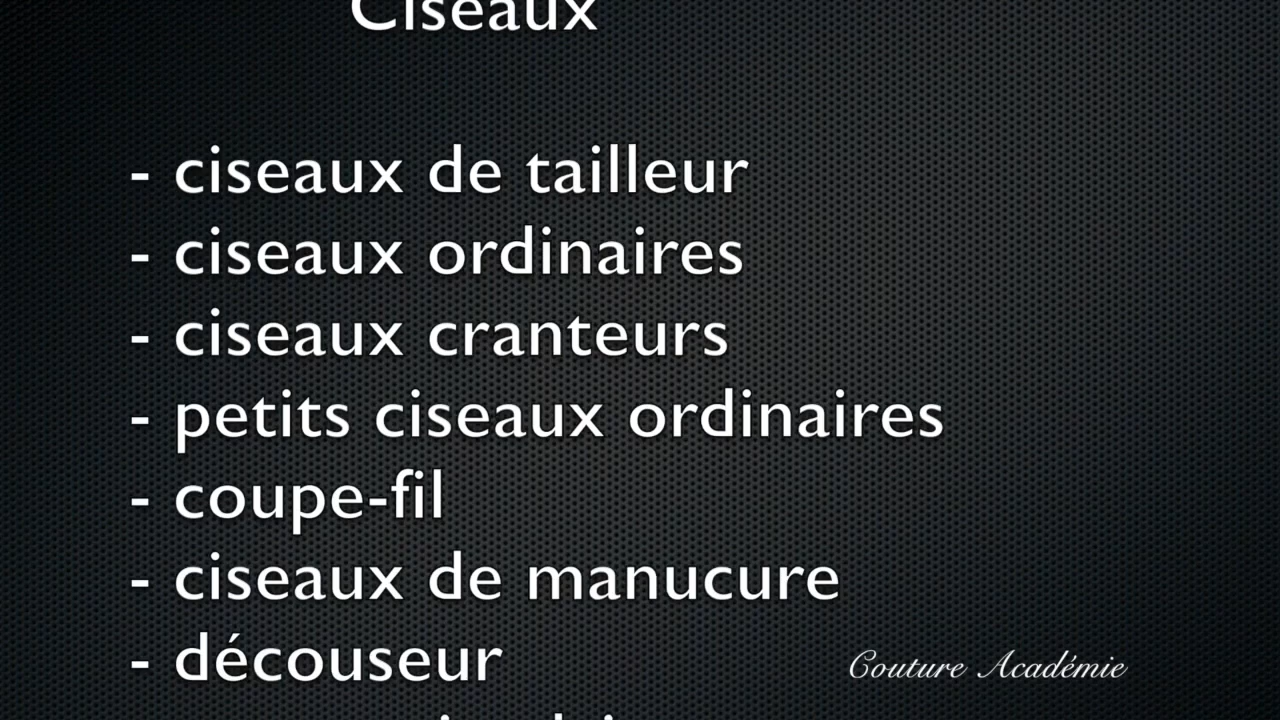 Ciseaux
- ciseaux de tailleur
- ciseaux ordinaires
- ciseaux cranteurs
- petits ciseaux ordinaires
- coupe-fil
- ciseaux de manucure
- découseur
Couture Académie